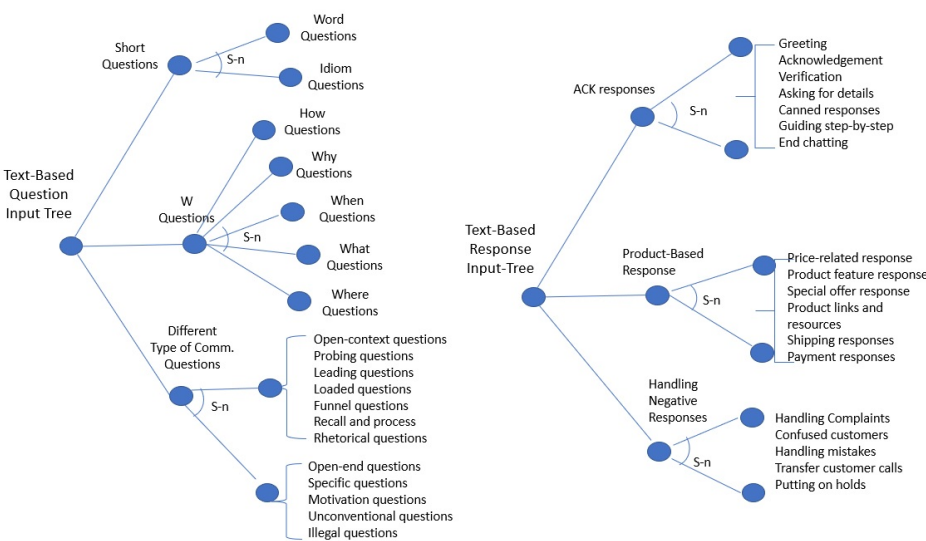 Text-Based
Question
Input Tree
Short
Questions
S-n
Word
Questions
Idiom
Questions
W
Questions
S-n
How
Questions
Why
Questions
When
Questions
What
Questions
Where
Questions
Different
Type of Comm.
Questions
S-n
Open-context questions
Probing questions
Leading questions
Loaded questions
Funnel questions
Recall and process
Rhetorical questions
Open-end questions
Specific questions
Motivation questions
Unconventional questions
Illegal questions
Text-Based
Response
Input-Tree
ACK responses
S-n
Greeting
Acknowledgement
Verification
Asking for details
Canned responses
Guiding step-by-step
End chatting
Product-Based
Response
S-n
Price-related response
Product feature response
Special offer response
Product links and
resources
Shipping responses
Payment responses
Handling
Negative
Responses
S-n
Handling Complaints
Confused customers
Handling mistakes
Transfer customer calls
Putting on holds